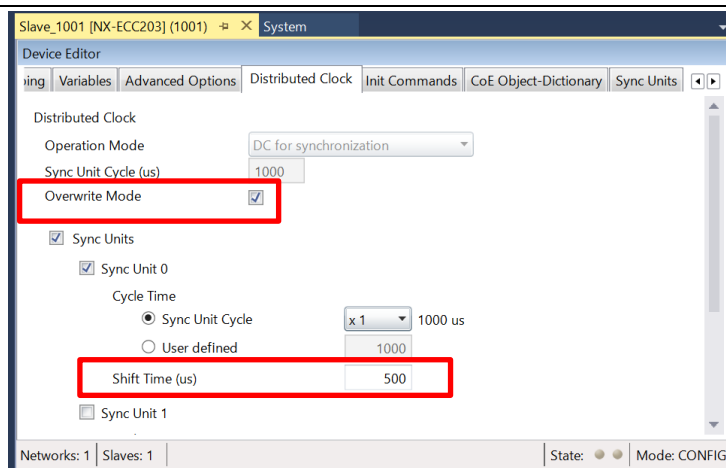 Slave_1001 [NX-ECC203] (1001) System
Device Editor
ing Variables Advanced Options Distributed Clock Init Commands CoE Object-Dictionary Sync Units
Distributed Clock
Operation Mode DC for synchronization
Sync Unit Cycle (us) 1000
Overwrite Mode
Sync Units
Sync Unit 0
Cycle Time
Sync Unit Cycle x 1 1000 us
User defined 1000
Shift Time (us) 500
Sync Unit 1
Networks: 1 Slaves: 1 State: Mode: CONFIG